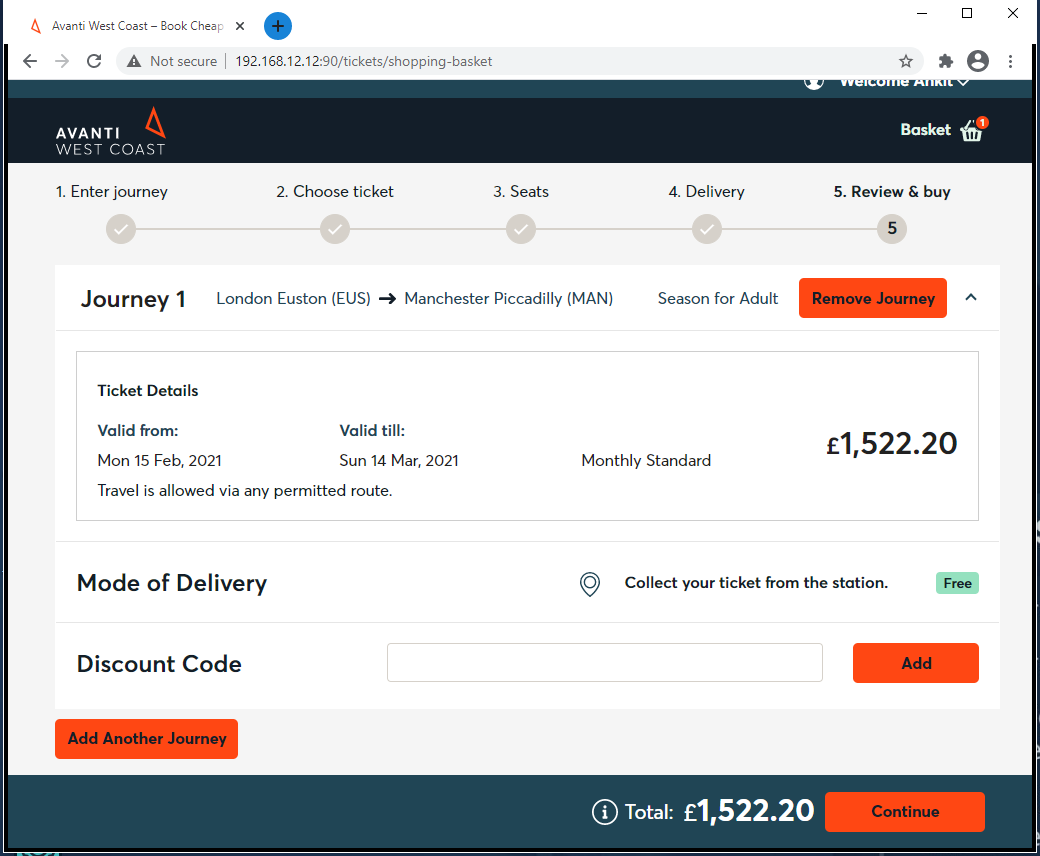 Avanti West Coast – Book Cheap
Not secure 192.168.12.12:90/tickets/shopping-basket
Welcome Ankit
AVANTI
WEST COAST
Basket 1
1. Enter journey 2. Choose ticket 3. Seats 4. Delivery 5. Review & buy
5
Journey 1 London Euston (EUS) → Manchester Piccadilly (MAN) Season for Adult Remove Journey
Ticket Details
Valid from: Valid till:
£1,522.20
Mon 15 Feb, 2021 Sun 14 Mar, 2021 Monthly Standard
Travel is allowed via any permitted route.
Mode of Delivery Collect your ticket from the station. Free
Discount Code Add
Add Another Journey
Total: £1,522.20 Continue